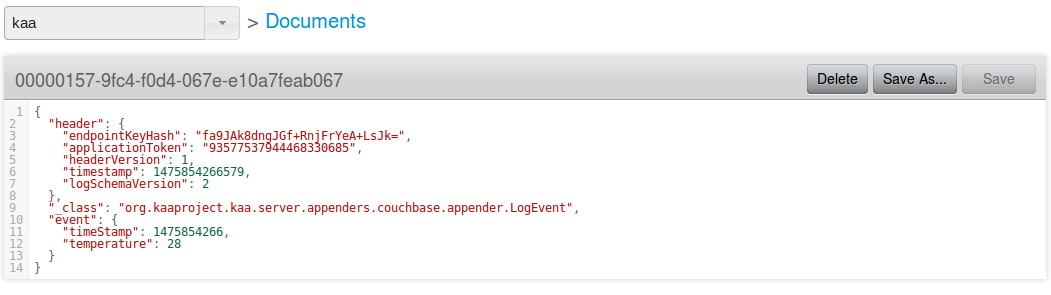 kaa > Documents
00000157-9fc4-f0d4-067e-e10a7feab067 Delete Save As... Save
1 {
2 "header": {
3 "endpointKeyHash": "fa9JAk8dngJGf+RnjFrYeA+LsJk=",
4 "applicationToken": "93577537944468330685",
5 "headerVersion": 1,
6 "timestamp": 1475854266579,
7 "logSchemaVersion": 2
8 },
9 "_class": "org.kaaproject.kaa.server.appenders.couchbase.appender.LogEvent",
10 "event": {
11 "timeStamp": 1475854266,
12 "temperature": 28
13 }
14 }